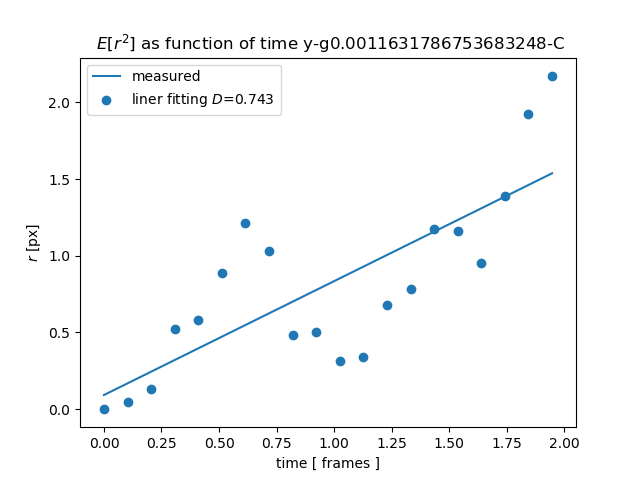 E[r²] as function of time y-g0.0011631786753683248-C
measured
liner fitting D=0.743
2.0
1.5
1.0
0.5
0.0
r [px]
0.00 0.25 0.50 0.75 1.00 1.25 1.50 1.75 2.00
time [ frames ]